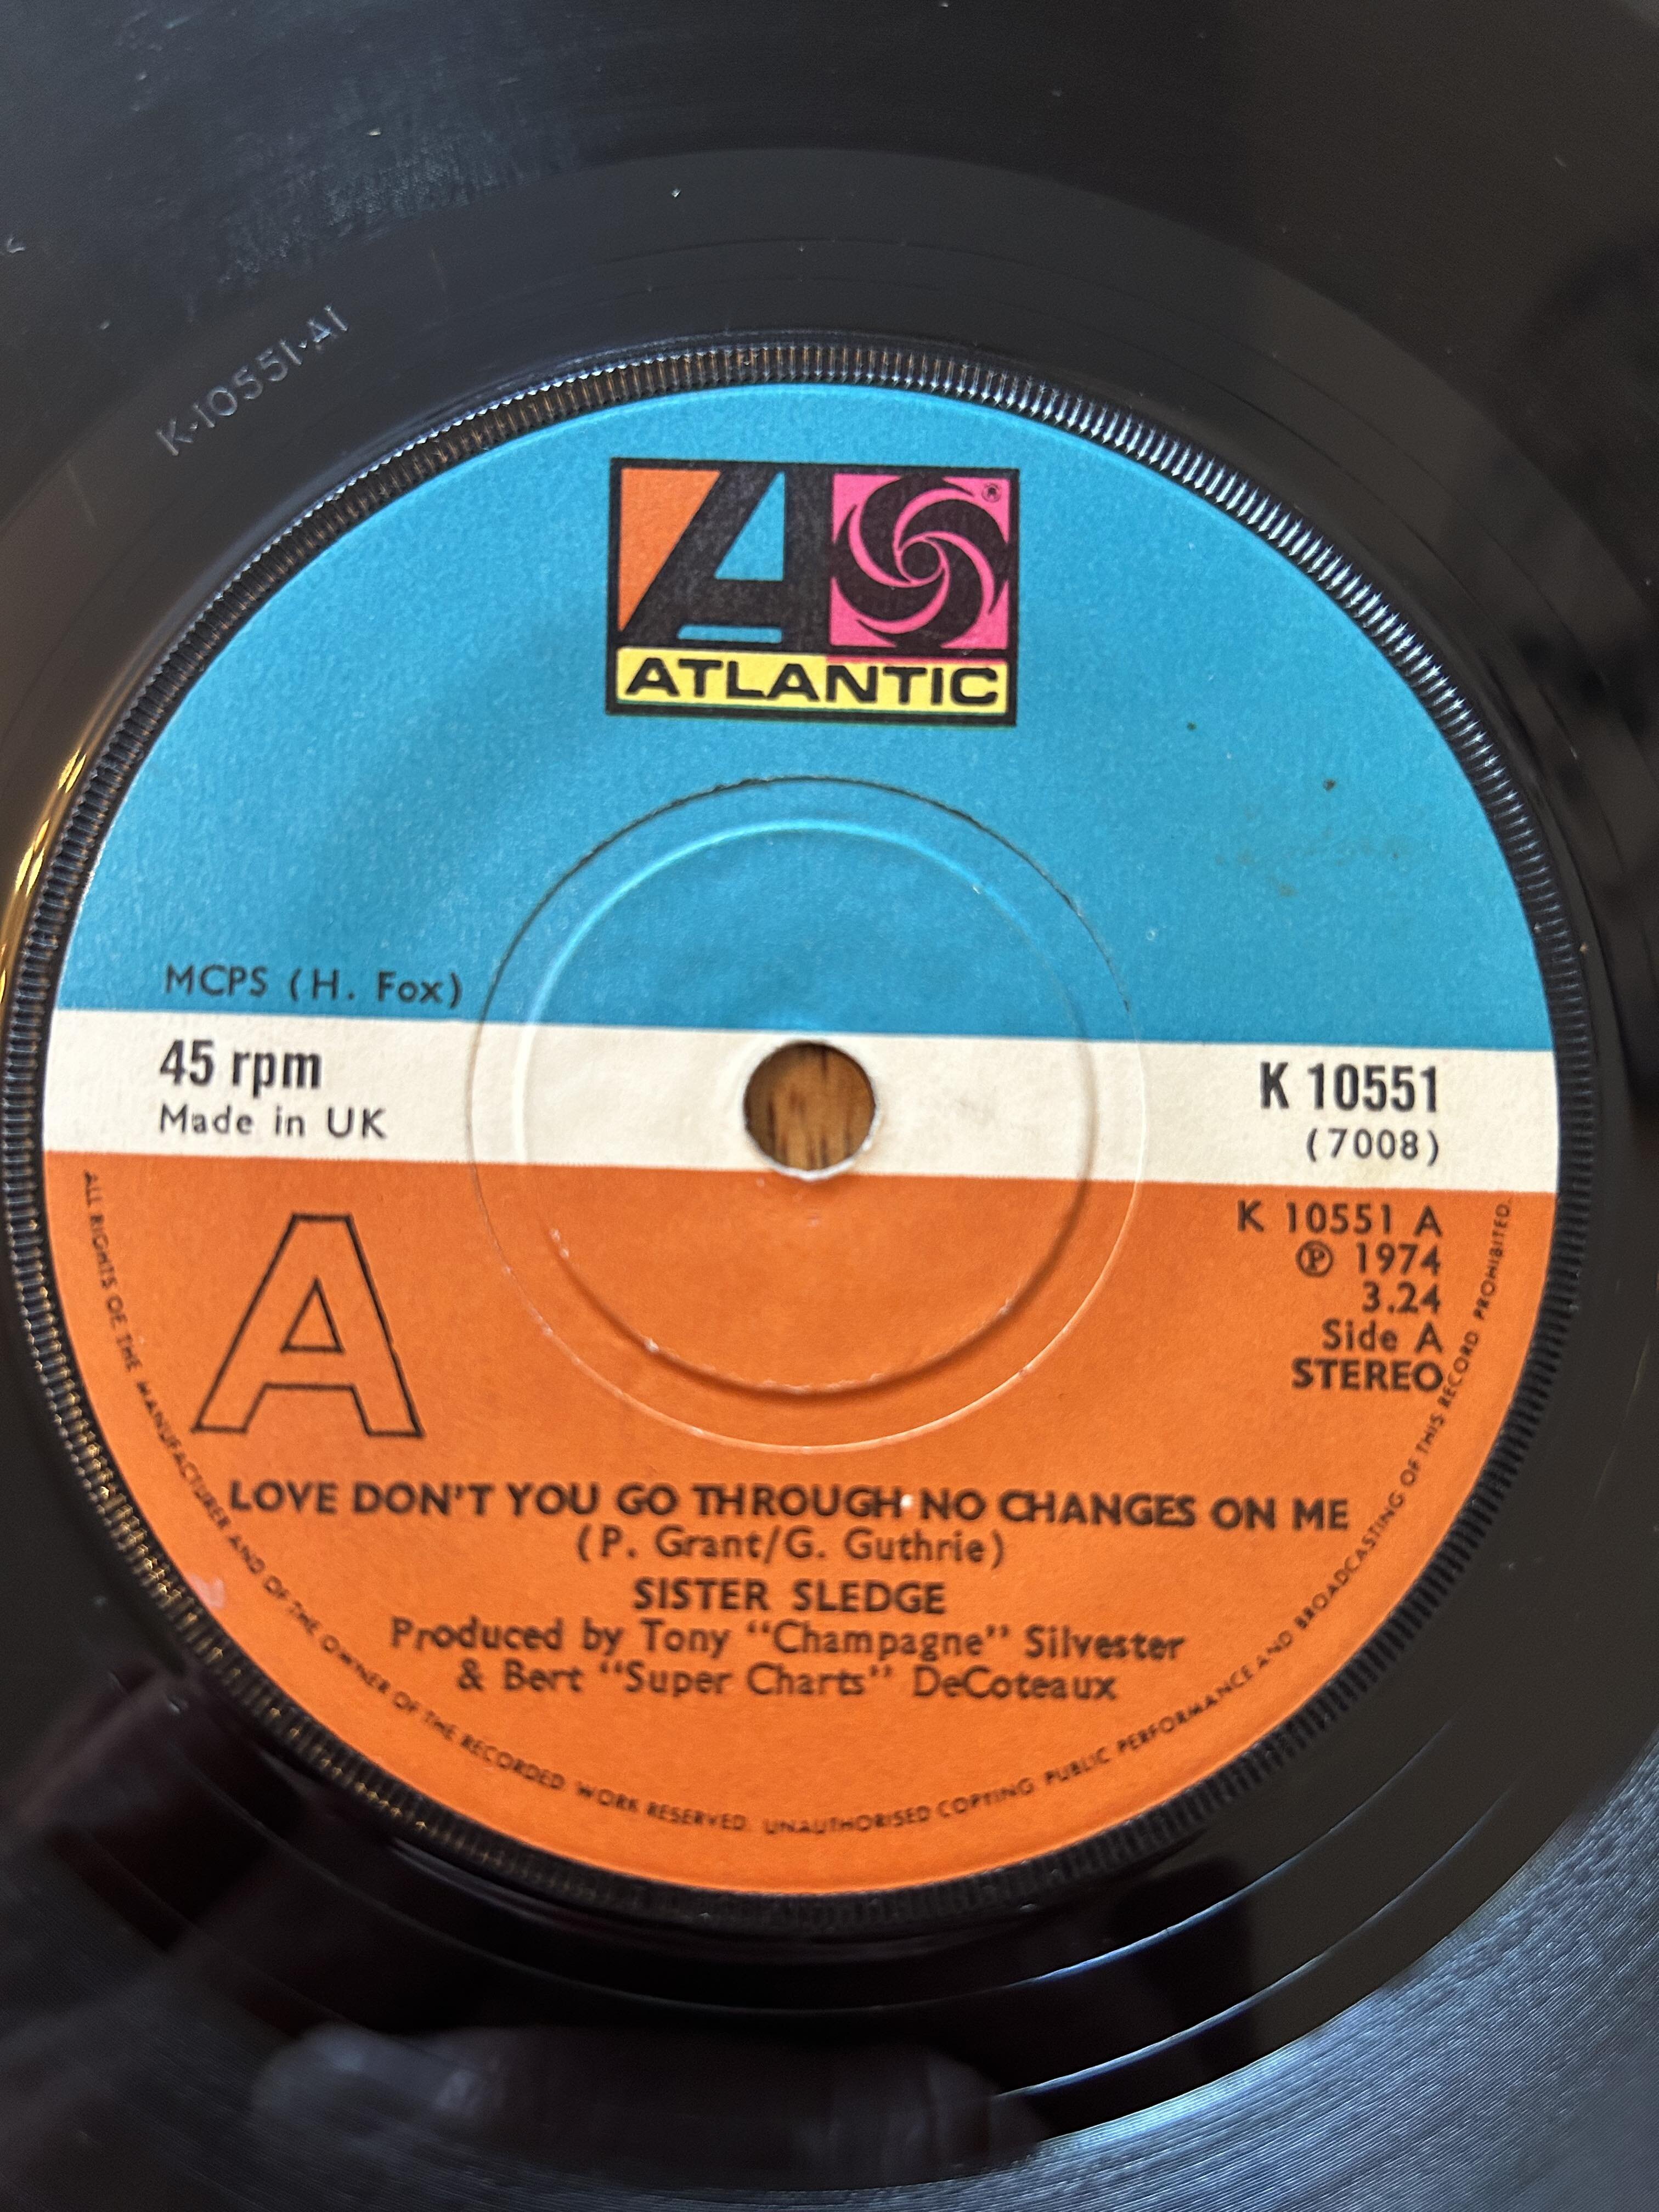 K·10551·A1
ATLANTIC
®
MCPS (H. Fox)
45 rpm
Made in UK
K 10551
(7008)
K 10551 A
℗ 1974
3.24
Side A
STEREO
A
LOVE DON'T YOU GO THROUGH NO CHANGES ON ME
(P. Grant/G. Guthrie)
SISTER SLEDGE
Produced by Tony "Champagne" Silvester
& Bert "Super Charts" DeCoteaux
ALL RIGHTS OF THE MANUFACTURER AND OF THE OWNER OF THE RECORDED WORK RESERVED. UNAUTHORISED COPYING PUBLIC PERFORMANCE AND BROADCASTING OF THIS RECORD PROHIBITED.